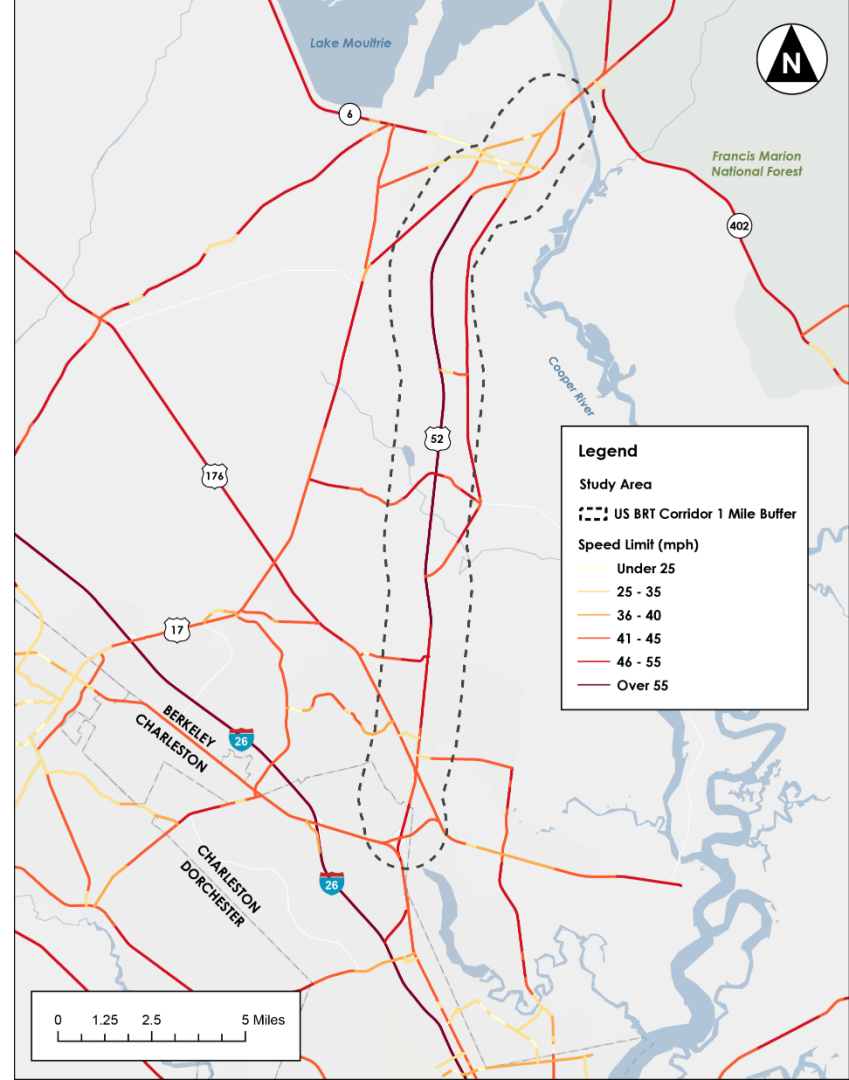 Lake Moultrie
N
6
Francis Marion
National Forest
402
Cooper River
52
176
Legend
Study Area
US BRT Corridor 1 Mile Buffer
Speed Limit (mph)
Under 25
25 - 35
36 - 40
41 - 45
46 - 55
Over 55
17
BERKELEY
CHARLESTON
26
CHARLESTON
DORCHESTER
26
0 1.25 2.5 5 Miles